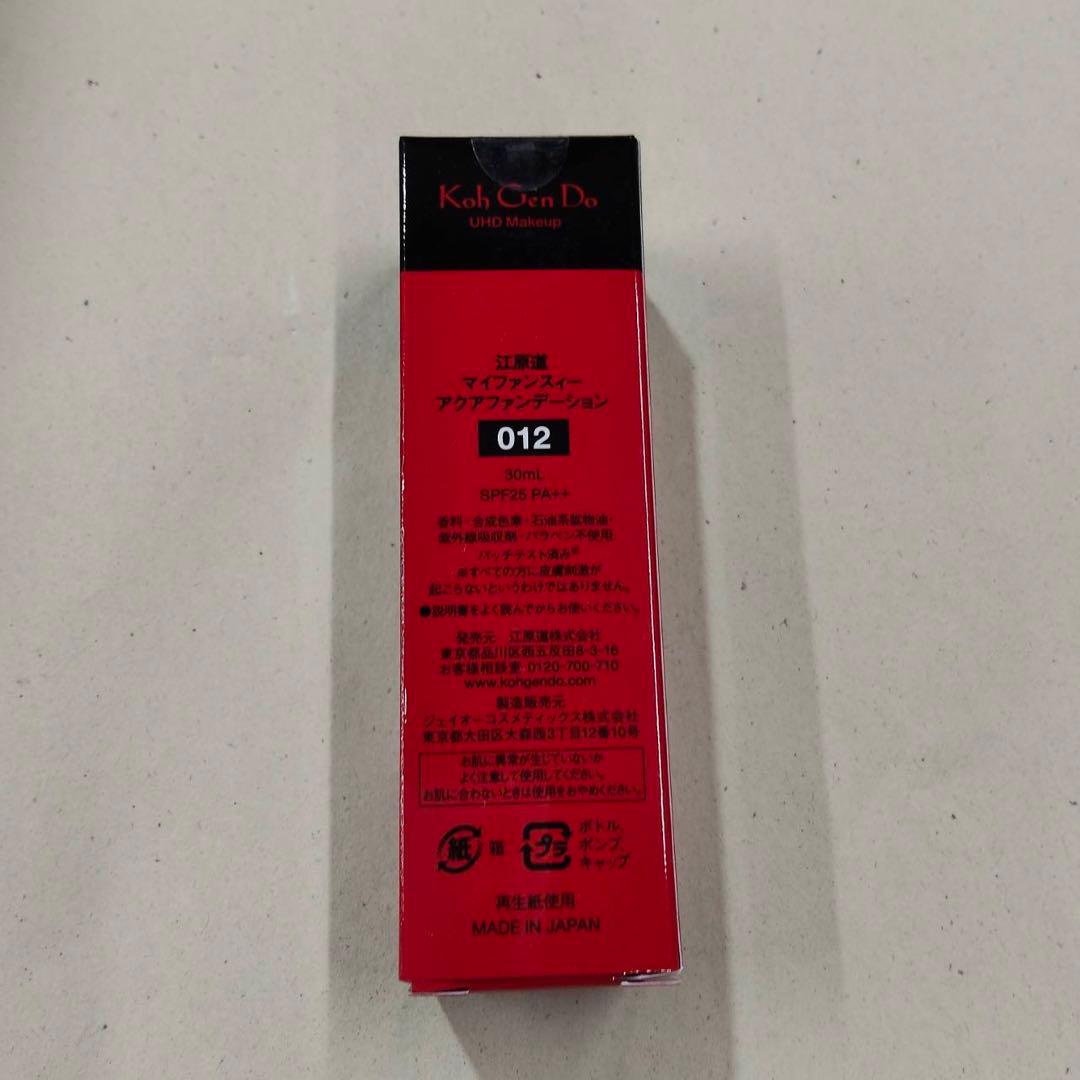 Koh Gen Do
UHD Makeup
江原道
マイファンスィー
アクアファンデーション
012
30mL
SPF25 PA++
香料・合成色素・石油系鉱物油・
紫外線吸収剤・パラベン不使用
パッチテスト済み※
※すべての方に皮膚刺激が
起こらないというわけではありません。
●説明書をよく読んでからお使いください。
発売元 江原道株式会社
東京都品川区西五反田8-3-16
お客様相談室 0120-700-710
www.kohgendo.com
製造販売元
ジェイオーコスメティックス株式会社
東京都大田区大森西3丁目12番10号
お肌に異常が生じていないか
よく注意して使用してください。
お肌に合わないときは使用をおやめください。
紙 箱
プラ ボトル、
ポンプ、
キャップ
再生紙使用
MADE IN JAPAN